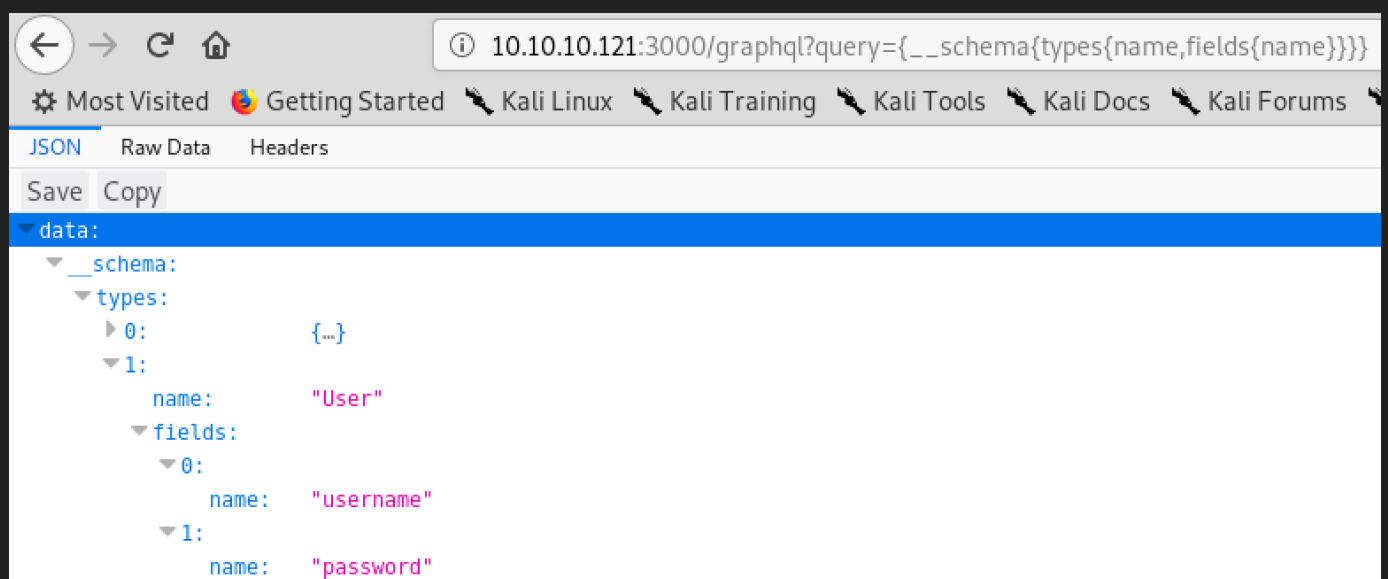 10.10.10.121:3000/graphql?query={__schema{types{name,fields{name}}}}
Most Visited Getting Started Kali Linux Kali Training Kali Tools Kali Docs Kali Forums
JSON Raw Data Headers
Save Copy
data:
__schema:
types:
0: {…}
1:
name: "User"
fields:
0:
name: "username"
1:
name: "password"